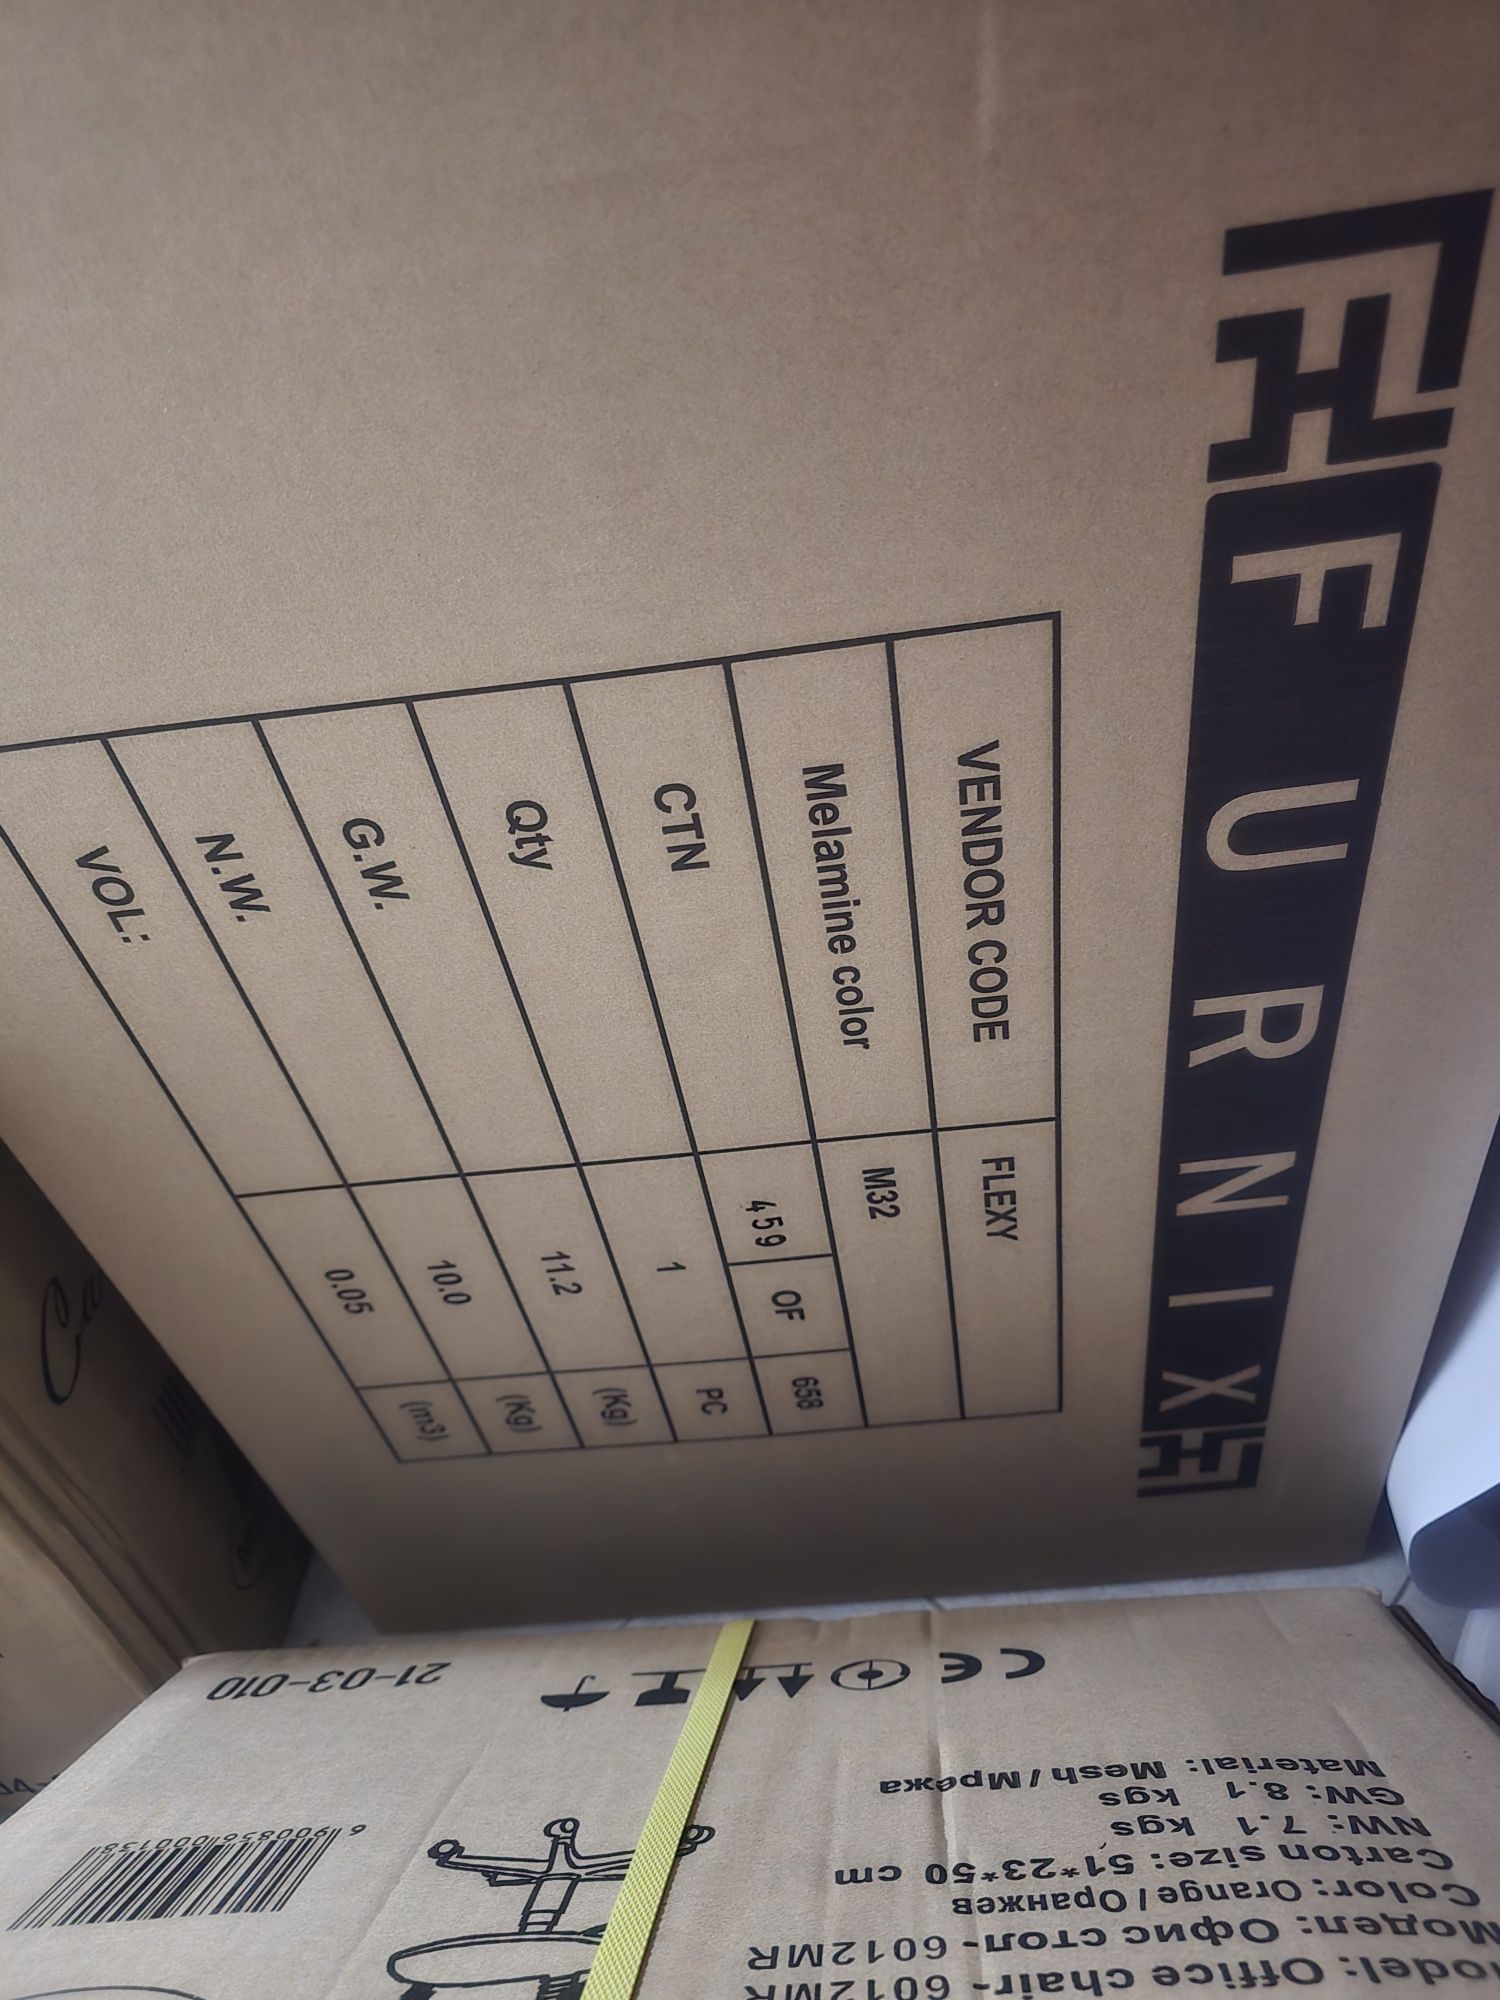 FURNIX
VENDOR CODE FLEXY
Melamine color M32
CTN 459 OF 658
Qty 1 PC
G.W. 11.2 (Kg)
N.W. 10.0 (Kg)
VOL: 0.05 (m3)
Office chair- 6012MR
Модел: Офис стол- 6012MR
Color: Orange / Оранжев
Carton size: 51*23*50 cm
NW: 7.1 kgs
GW: 8.1 kgs
Material: Mesh / Мрежа
CE
21-03-010